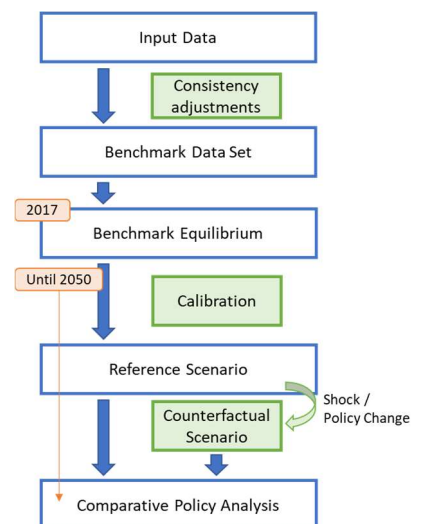 Input Data
Consistency
adjustments
Benchmark Data Set
2017
Benchmark Equilibrium
Until 2050
Calibration
Reference Scenario
Shock /
Policy Change
Counterfactual
Scenario
Comparative Policy Analysis